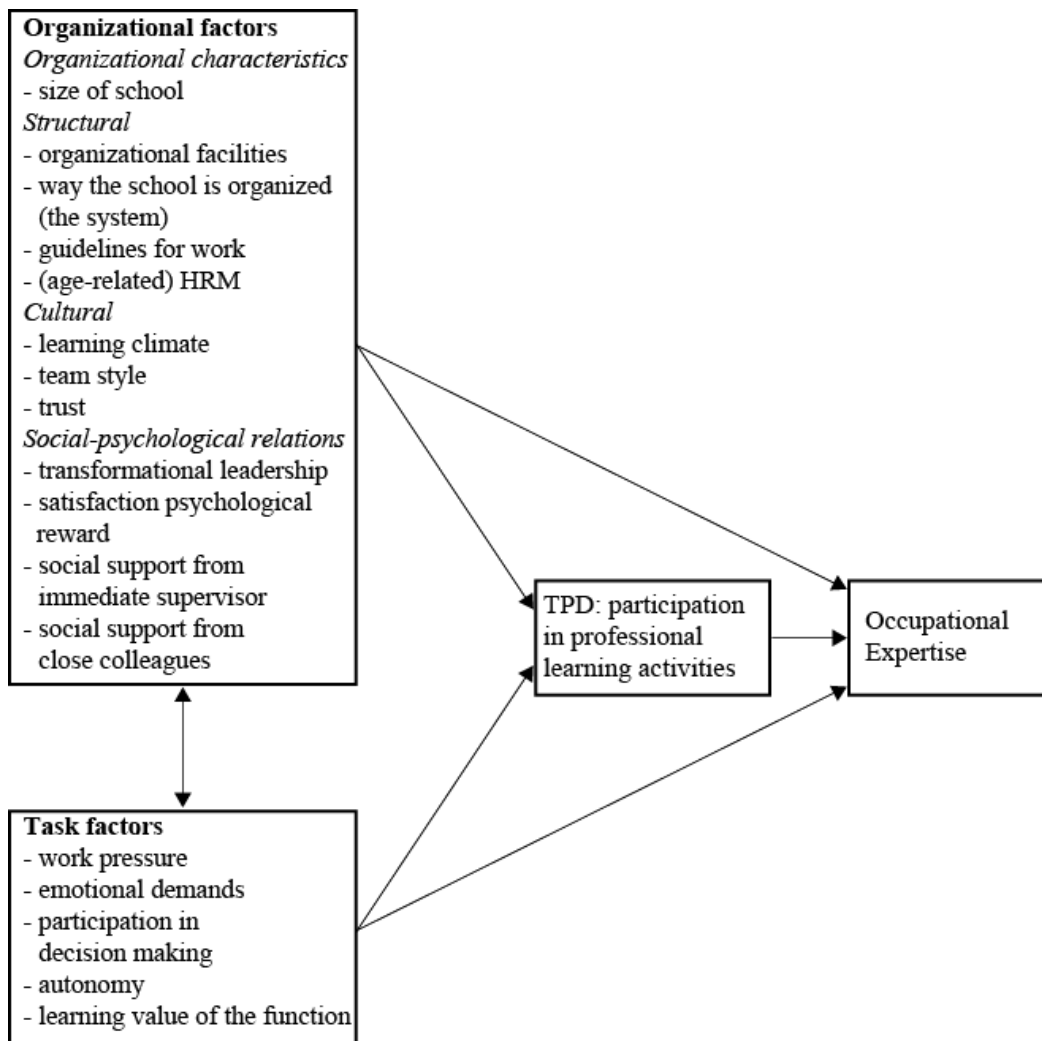 Organizational factors
Organizational characteristics
- size of school
Structural
- organizational facilities
- way the school is organized
(the system)
- guidelines for work
- (age-related) HRM
Cultural
- learning climate
- team style
- trust
Social-psychological relations
- transformational leadership
- satisfaction psychological
reward
- social support from
immediate supervisor
- social support from
close colleagues
TPD: participation
in professional
learning activities
Occupational
Expertise
Task factors
- work pressure
- emotional demands
- participation in
decision making
- autonomy
- learning value of the function